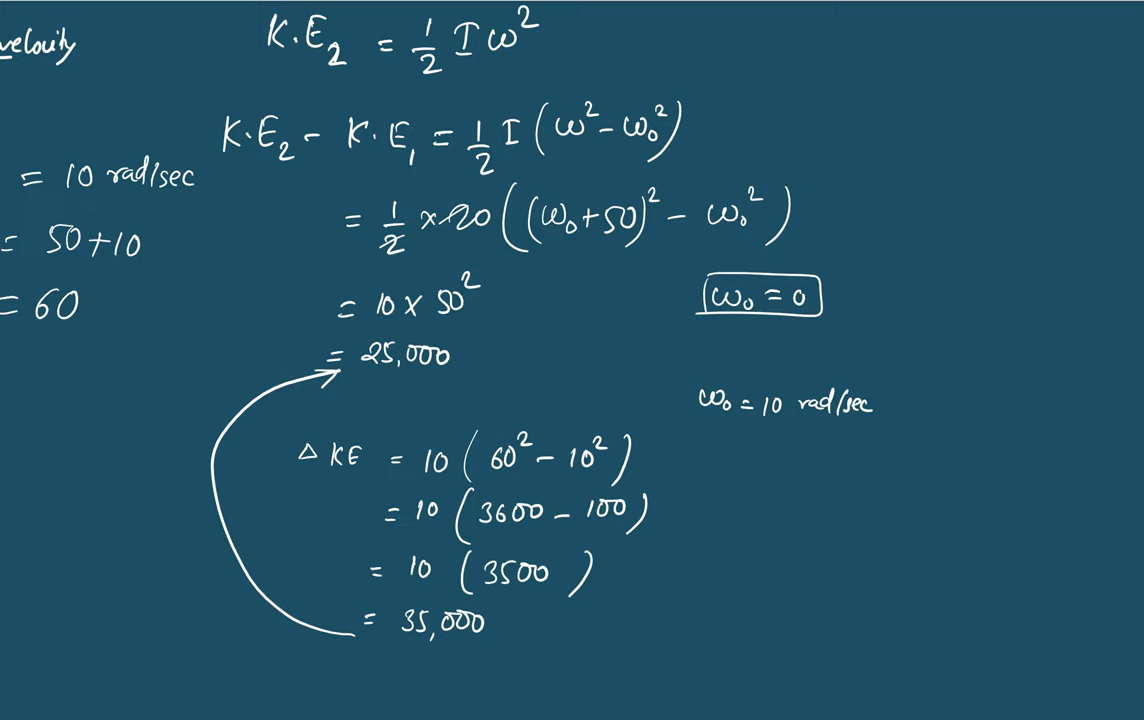 velocity
K.E₂ = 1/2 I ω²
K.E₂ - K.E₁ = 1/2 I (ω² - ω₀²)
= 10 rad/sec
= 1/2 × 20 ((ω₀+50)² - ω₀²)
= 50+10
= 10 × 50²
ω₀ = 0
= 60
= 25,000
ω₀ = 10 rad/sec
△ KE = 10 (60² - 10²)
= 10 (3600 - 100)
= 10 (3500)
= 35,000